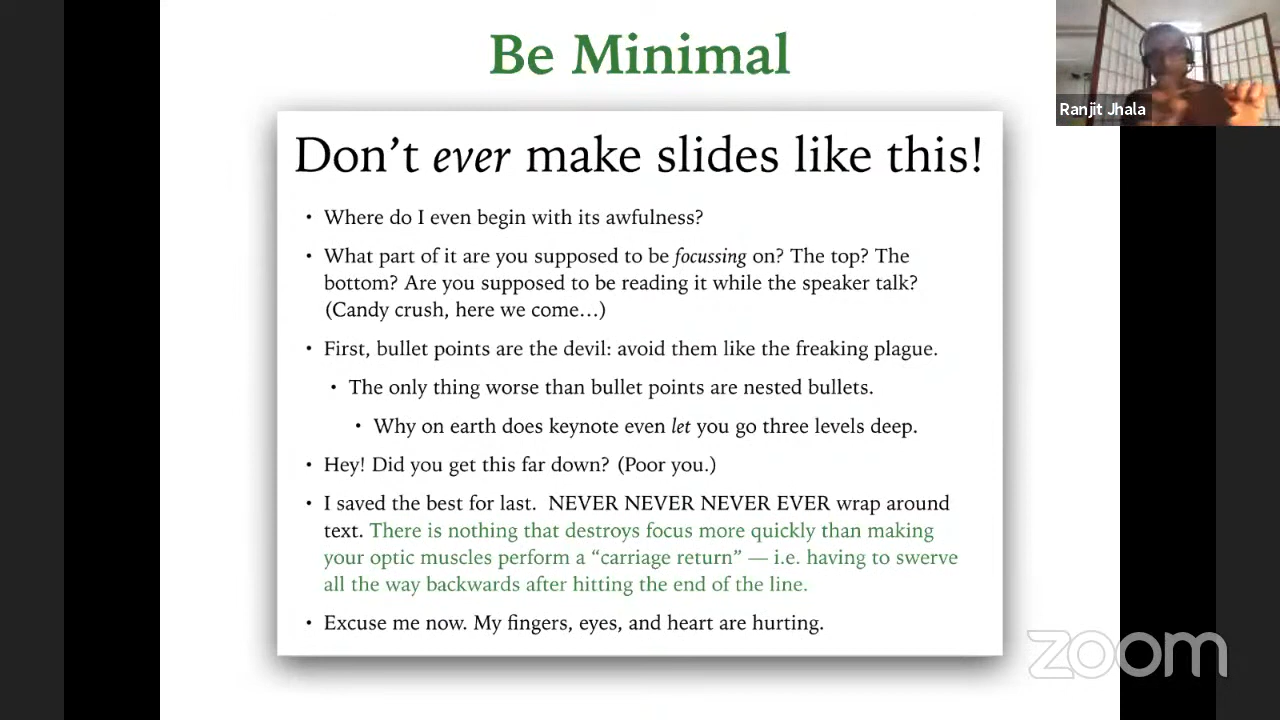 Be Minimal
Ranjit Jhala
Don’t ever make slides like this!
• Where do I even begin with its awfulness?
• What part of it are you supposed to be focussing on? The top? The
bottom? Are you supposed to be reading it while the speaker talk?
(Candy crush, here we come…)
• First, bullet points are the devil: avoid them like the freaking plague.
• The only thing worse than bullet points are nested bullets.
• Why on earth does keynote even let you go three levels deep.
• Hey! Did you get this far down? (Poor you.)
• I saved the best for last. NEVER NEVER NEVER EVER wrap around
text. There is nothing that destroys focus more quickly than making
your optic muscles perform a “carriage return” — i.e. having to swerve
all the way backwards after hitting the end of the line.
• Excuse me now. My fingers, eyes, and heart are hurting.
zoom